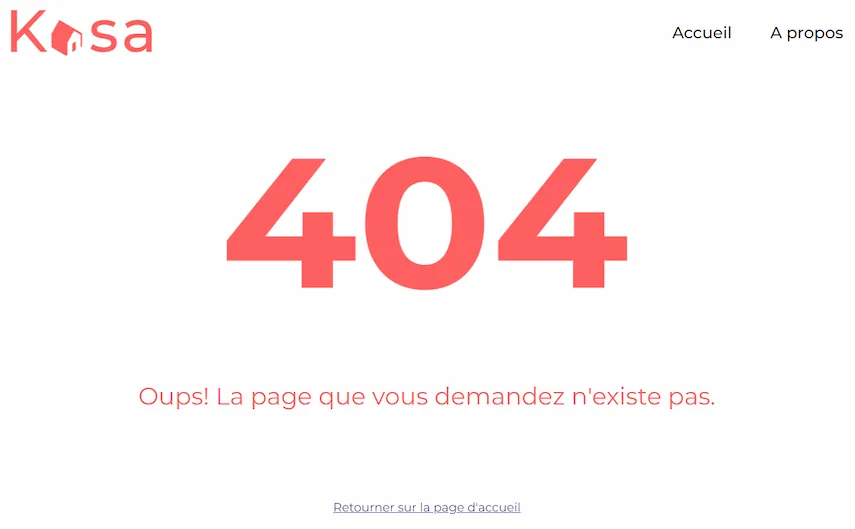 Kasa
Accueil A propos
404
Oups! La page que vous demandez n'existe pas.
Retourner sur la page d'accueil